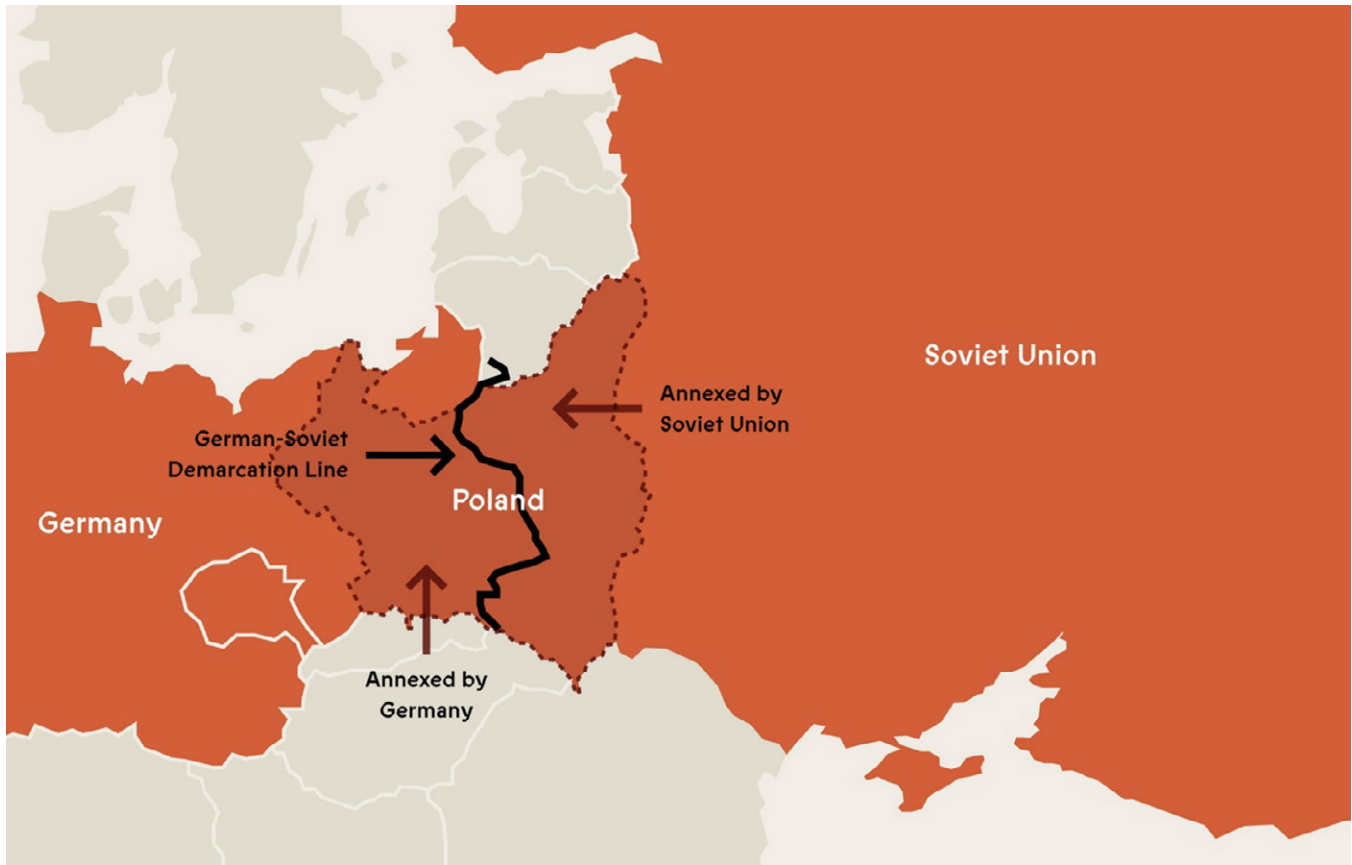 Soviet Union
Annexed by
Soviet Union
German-Soviet
Demarcation Line
Poland
Germany
Annexed by
Germany